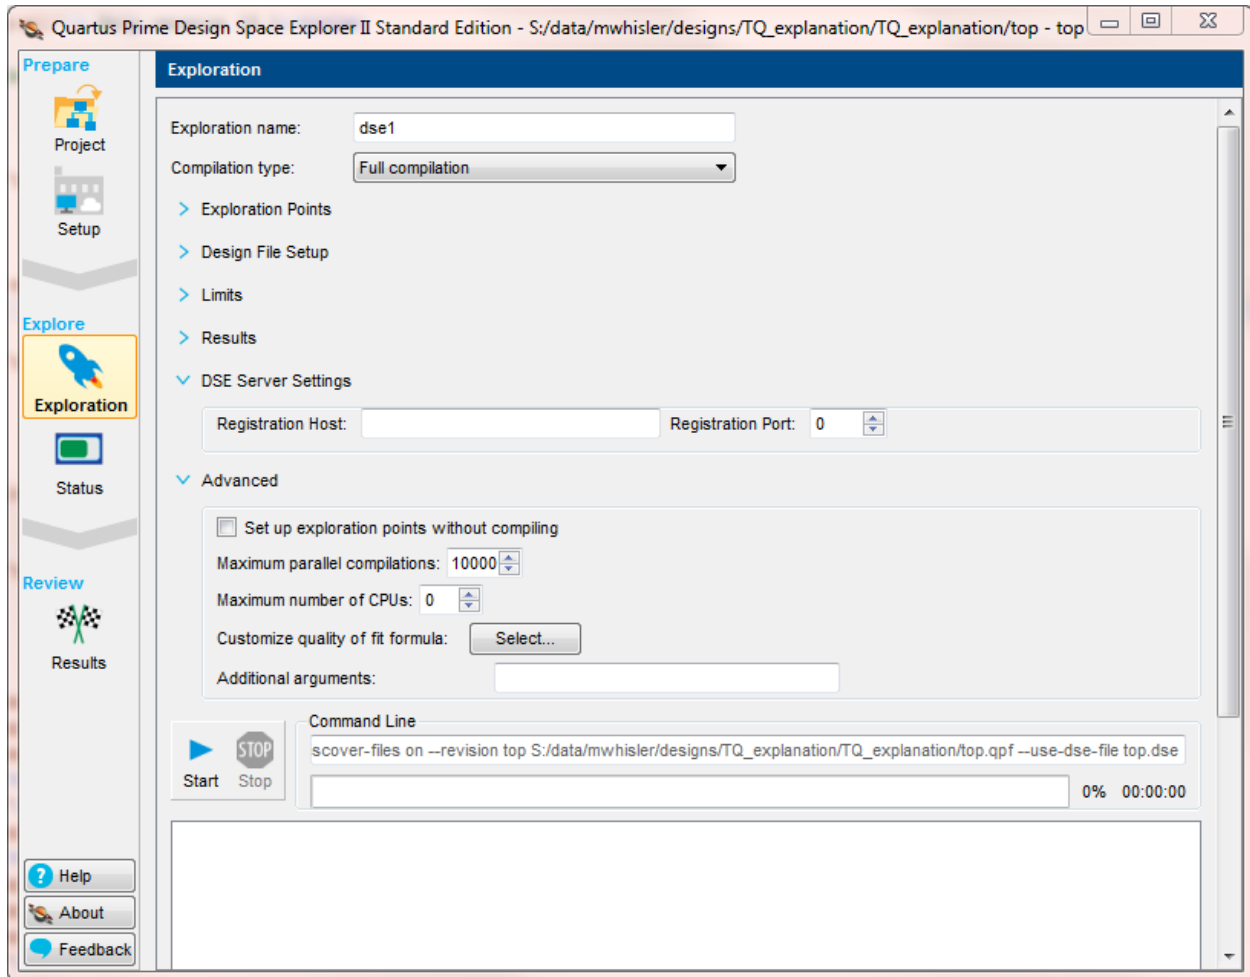 Quartus Prime Design Space Explorer II Standard Edition - S:/data/mwhisler/designs/TQ_explanation/TQ_explanation/top - top
Prepare
Project
Setup
Explore
Exploration
Status
Review
Results
Help
About
Feedback
Exploration
Exploration name: dse1
Compilation type: Full compilation
Exploration Points
Design File Setup
Limits
Results
DSE Server Settings
Registration Host: Registration Port: 0
Advanced
Set up exploration points without compiling
Maximum parallel compilations: 10000
Maximum number of CPUs: 0
Customize quality of fit formula: Select...
Additional arguments:
Command Line
STOP
Start Stop
scover-files on --revision top S:/data/mwhisler/designs/TQ_explanation/TQ_explanation/top.qpf --use-dse-file top.dse
0% 00:00:00